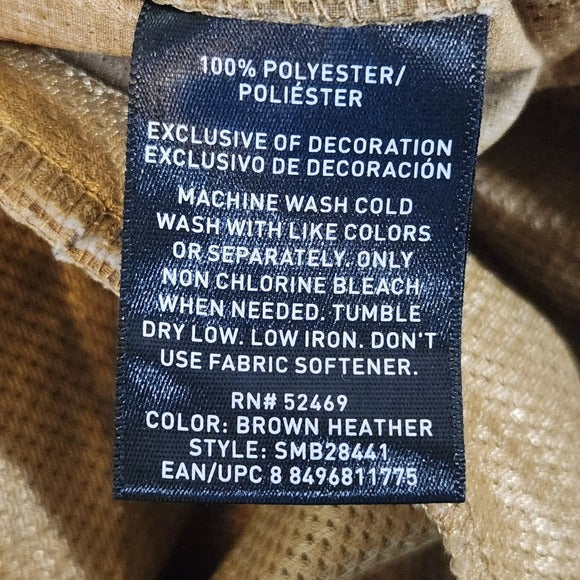 100% POLYESTER/
POLIÉSTER
EXCLUSIVE OF DECORATION
EXCLUSIVO DE DECORACIÓN
MACHINE WASH COLD
WASH WITH LIKE COLORS
OR SEPARATELY, ONLY
NON CHLORINE BLEACH
WHEN NEEDED. TUMBLE
DRY LOW. LOW IRON. DON'T
USE FABRIC SOFTENER.
RN# 52469
COLOR: BROWN HEATHER
STYLE: SMB28441
EAN/UPC 8 8496811775